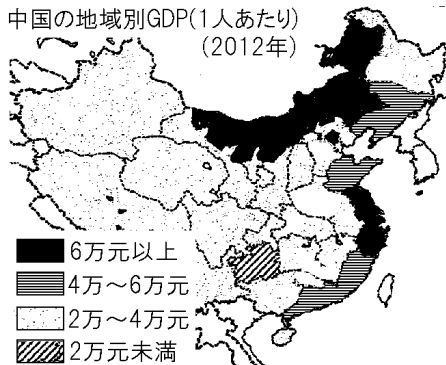 中国の地域別GDP(1人あたり)
(2012年)
6万元以上
4万～6万元
2万～4万元
2万元未満